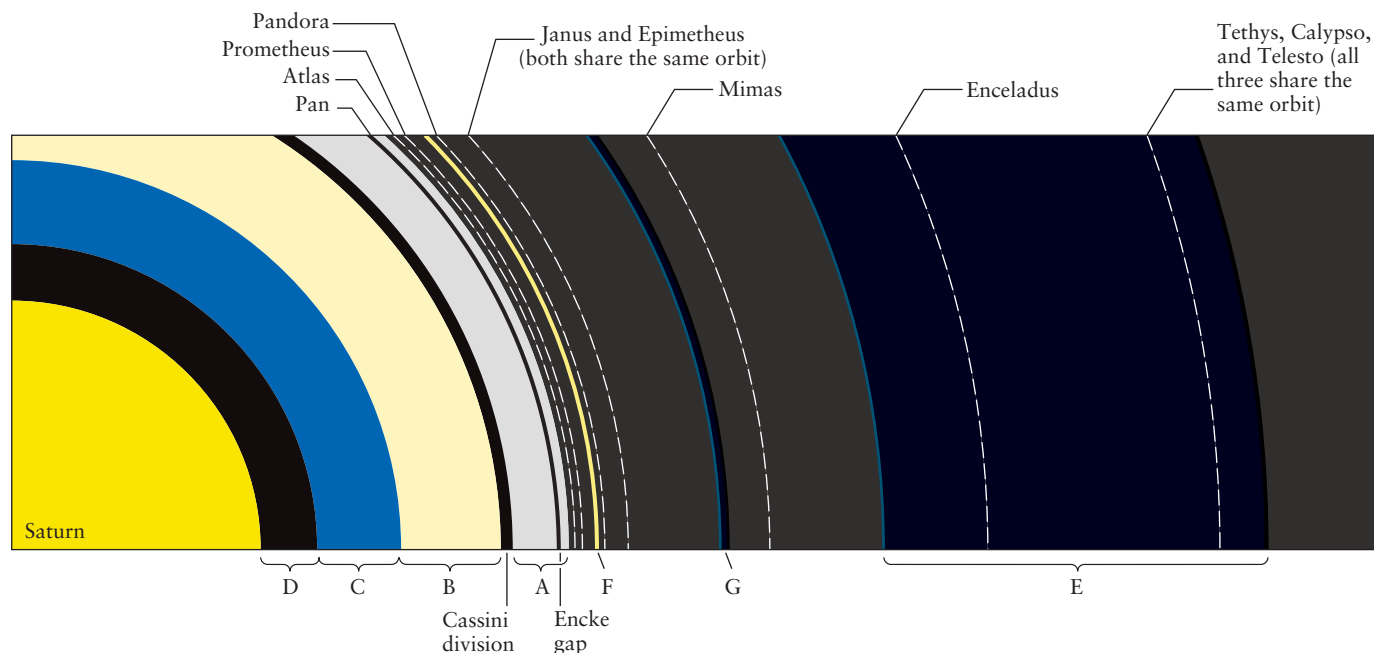 Pandora
Prometheus
Atlas
Pan
Janus and Epimetheus
(both share the same orbit)
Mimas
Enceladus
Tethys, Calypso,
and Telesto (all
three share the
same orbit)
Saturn
D
C
B
A
F
G
E
Cassini
division
Encke
gap